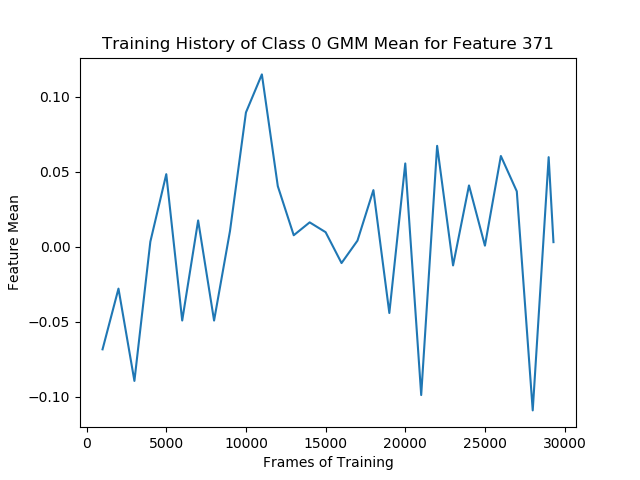 Training History of Class 0 GMM Mean for Feature 371
0.10
0.05
0.00
−0.05
−0.10
Feature Mean
0 5000 10000 15000 20000 25000 30000
Frames of Training